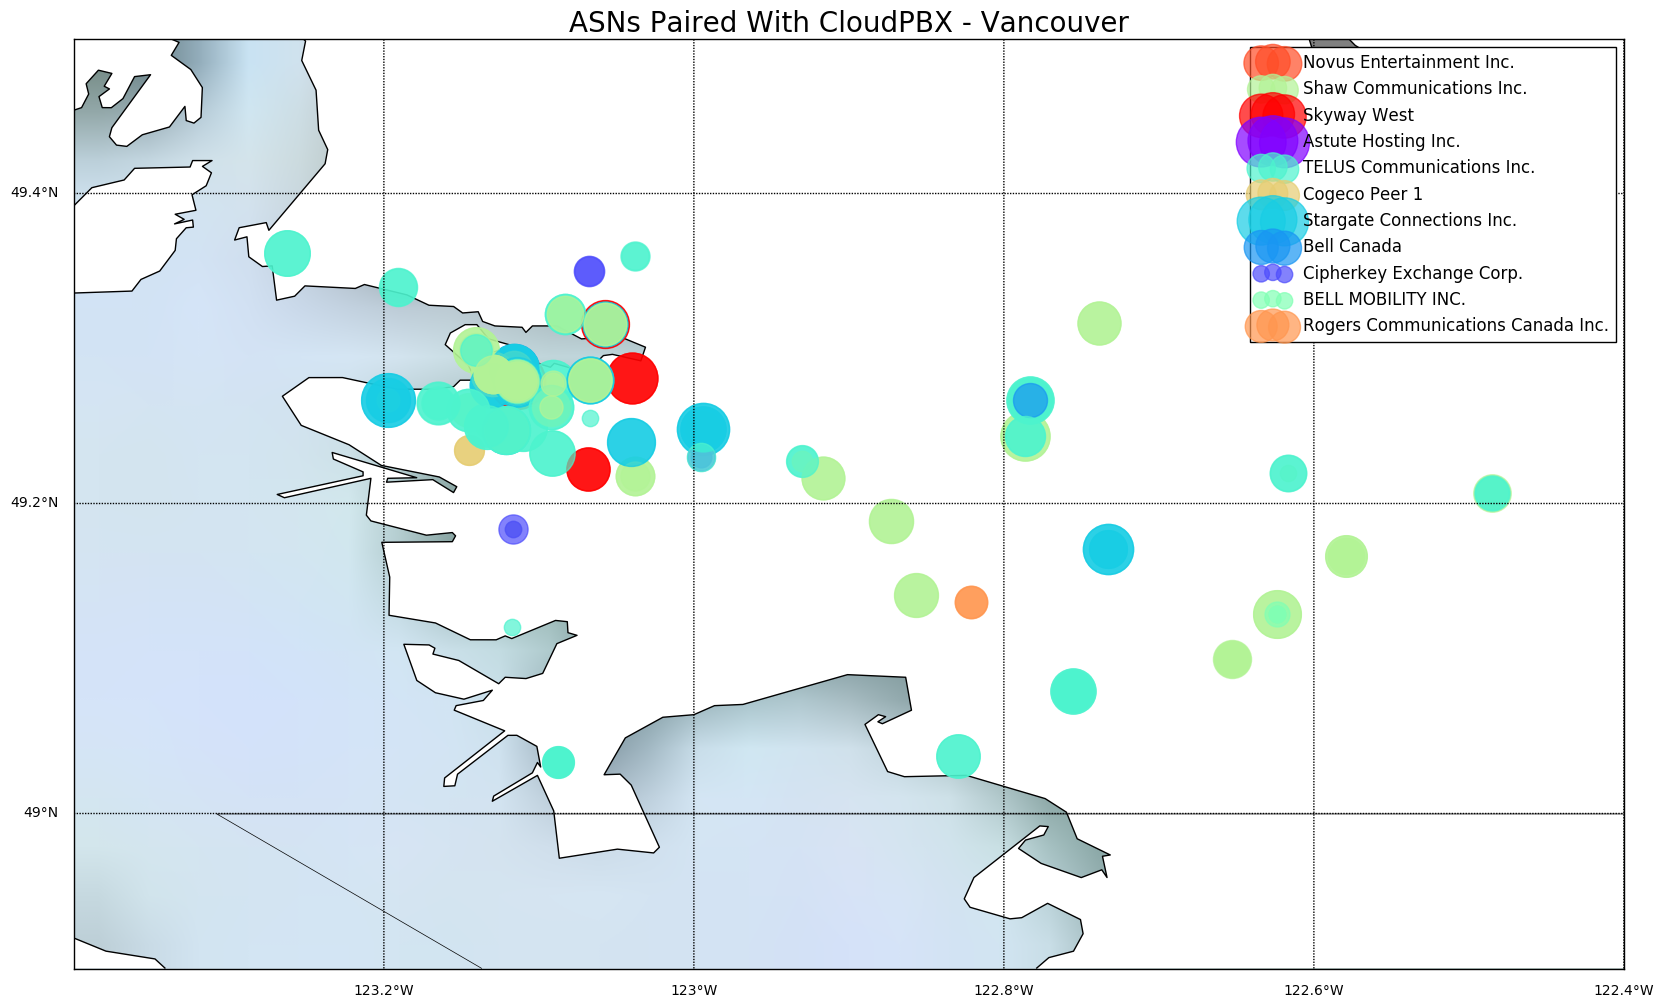 ASNs Paired With CloudPBX - Vancouver
Novus Entertainment Inc.
Shaw Communications Inc.
Skyway West
Astute Hosting Inc.
TELUS Communications Inc.
Cogeco Peer 1
Stargate Connections Inc.
Bell Canada
Cipherkey Exchange Corp.
BELL MOBILITY INC.
Rogers Communications Canada Inc.
49.4°N
49.2°N
49°N
123.2°W 123°W 122.8°W 122.6°W 122.4°W